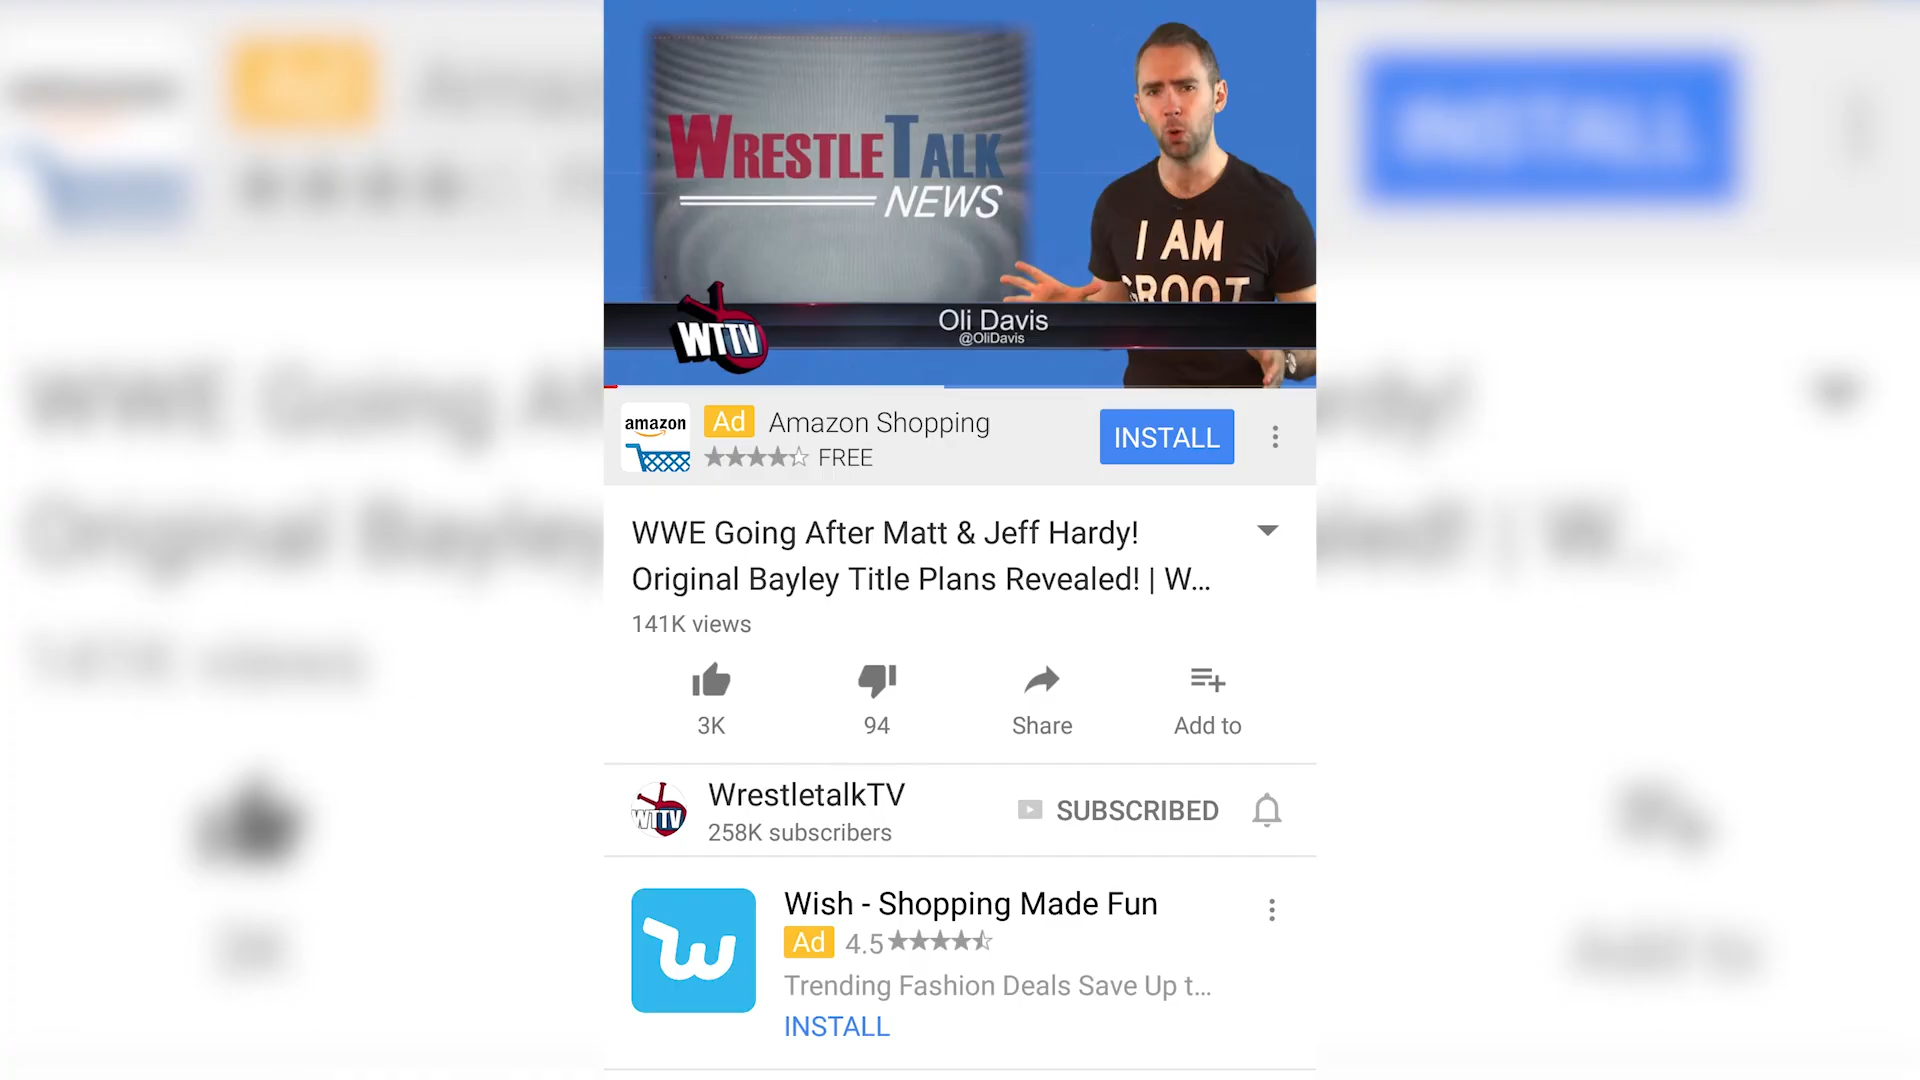 WRESTLETALK
NEWS
I AM
GROOT
Oli Davis
@OliDavis
WTTV
amazon
Ad Amazon Shopping
FREE
INSTALL
WWE Going After Matt & Jeff Hardy!
Original Bayley Title Plans Revealed! | W...
141K views
3K
94
Share
Add to
WTTV
WrestletalkTV
258K subscribers
SUBSCRIBED
Wish - Shopping Made Fun
Ad 4.5
Trending Fashion Deals Save Up t...
INSTALL